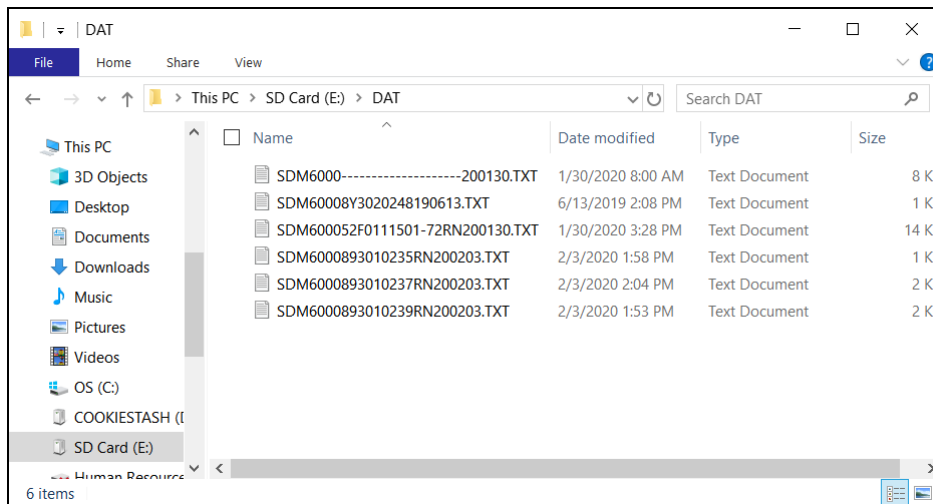 DAT
File Home Share View
This PC > SD Card (E:) > DAT
Search DAT
Name Date modified Type Size
SDM6000--------------------200130.TXT 1/30/2020 8:00 AM Text Document 8 K
SDM60008Y3020248190613.TXT 6/13/2019 2:08 PM Text Document 1 K
SDM600052F0111501-72RN200130.TXT 1/30/2020 3:28 PM Text Document 14 K
SDM6000893010235RN200203.TXT 2/3/2020 1:58 PM Text Document 1 K
SDM6000893010237RN200203.TXT 2/3/2020 2:04 PM Text Document 2 K
SDM6000893010239RN200203.TXT 2/3/2020 1:53 PM Text Document 2 K
This PC
3D Objects
Desktop
Documents
Downloads
Music
Pictures
Videos
OS (C:)
COOKIESTASH (
SD Card (E:)
Human Resource
6 items